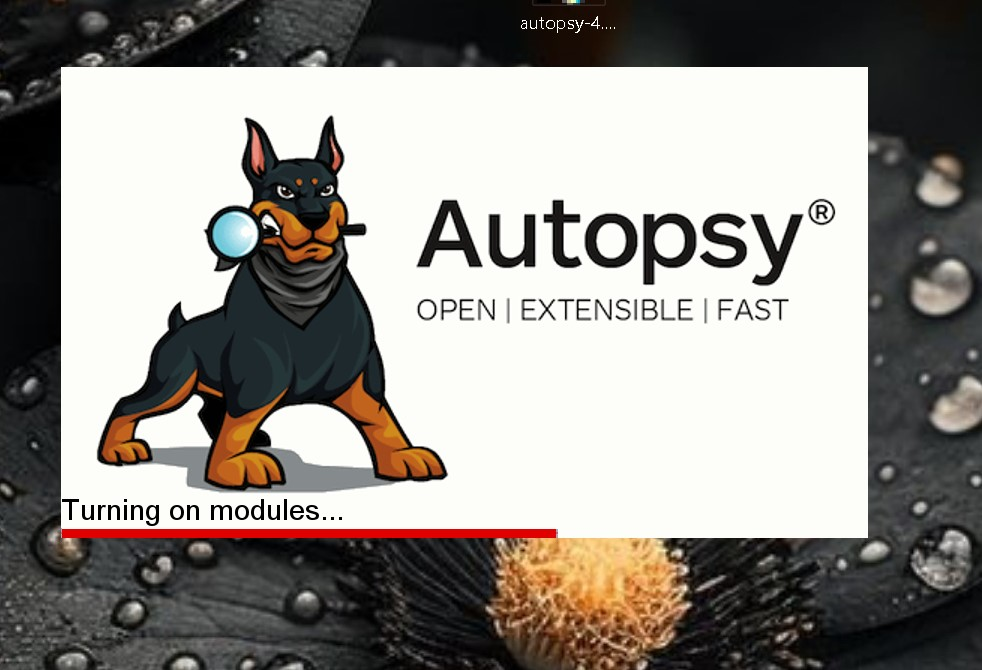 autopsy-4....
Autopsy®
OPEN | EXTENSIBLE | FAST
Turning on modules...